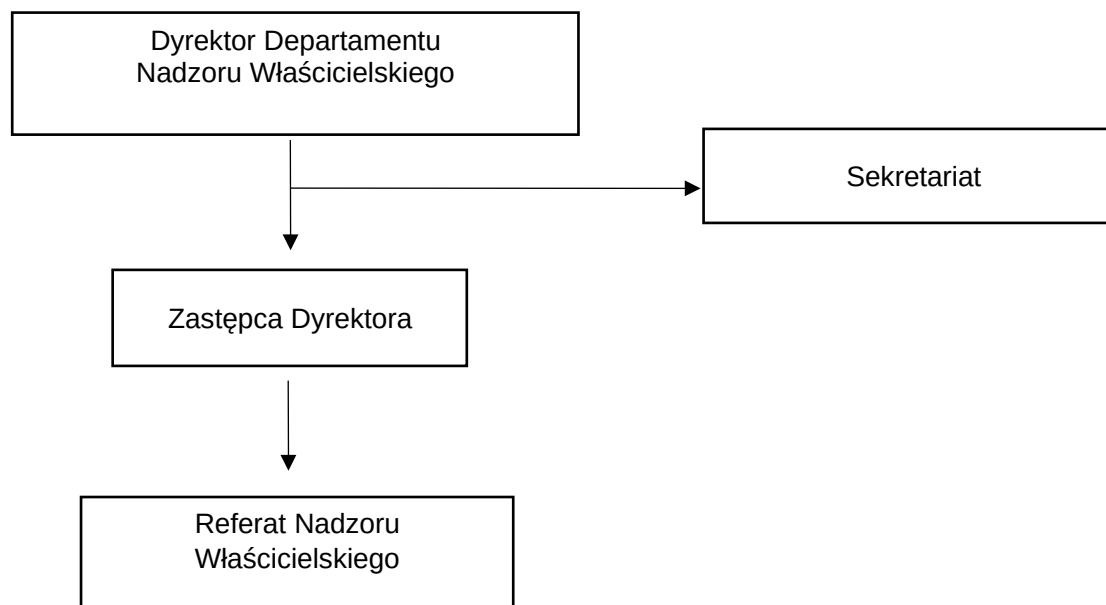 Dyrektor Departamentu
Nadzoru Właścicielskiego
Sekretariat
Zastępca Dyrektora
Referat Nadzoru
Właścicielskiego